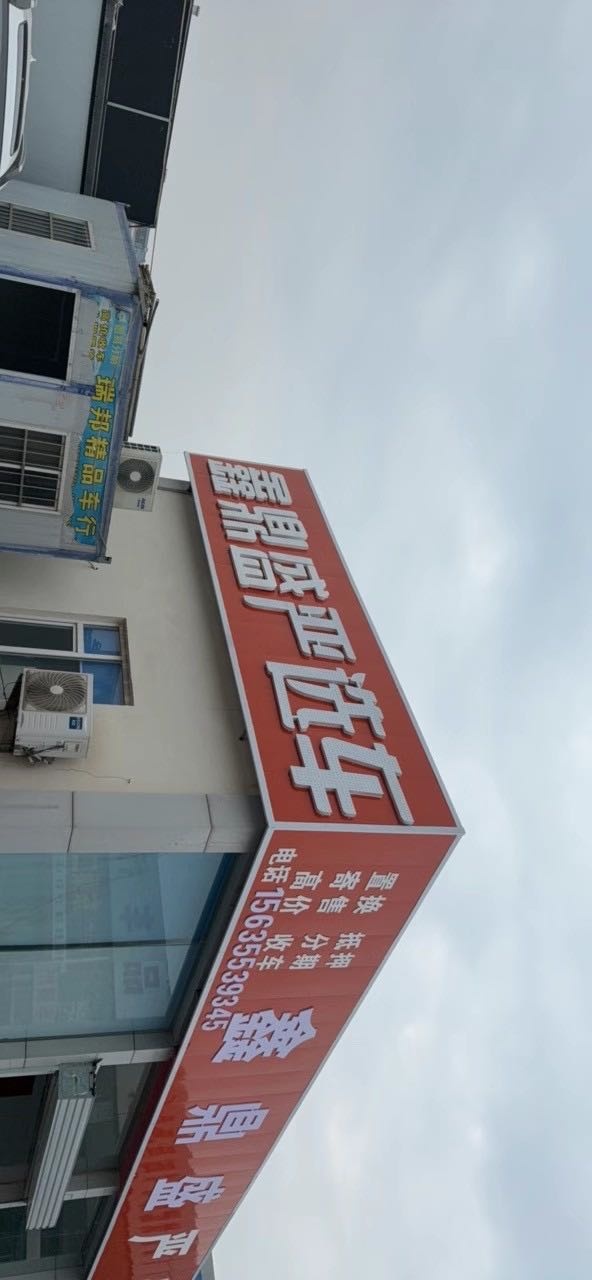 瑞邦精品车行
鑫鼎盛严选车
置换 抵押
寄售 分期
高价收车
电话15635539345
鑫鼎盛严